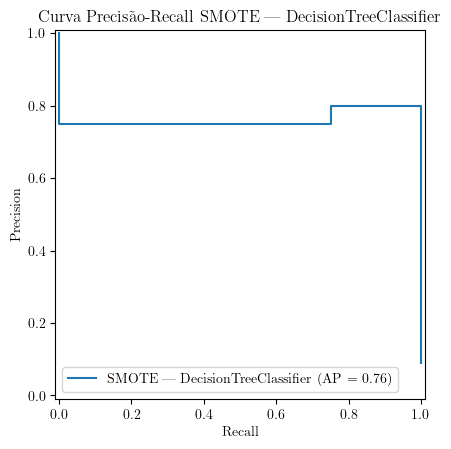 Curva Precisão-Recall SMOTE — DecisionTreeClassifier
1.0
0.8
0.6
0.4
0.2
0.0
Precision
SMOTE — DecisionTreeClassifier (AP = 0.76)
0.0 0.2 0.4 0.6 0.8 1.0
Recall